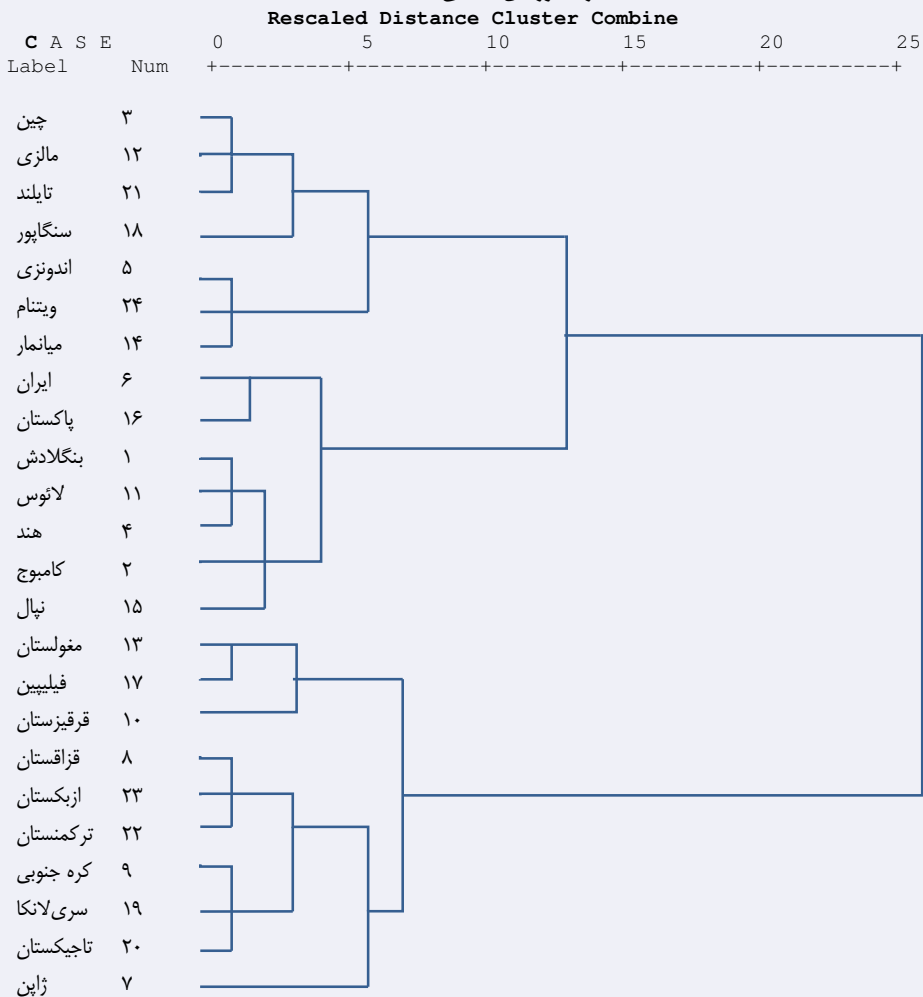 Rescaled Distance Cluster Combine
C A S E 0 5 10 15 20 25
Label Num +---------+---------+---------+---------+---------+
چین ۳
مالزی ۱۲
تایلند ۲۱
سنگاپور ۱۸
اندونزی ۵
ویتنام ۲۴
میانمار ۱۴
ایران ۶
پاکستان ۱۶
بنگلادش ۱
لائوس ۱۱
هند ۴
کامبوج ۲
نپال ۱۵
مغولستان ۱۳
فیلیپین ۱۷
قرقیزستان ۱۰
قزاقستان ۸
ازبکستان ۲۳
ترکمنستان ۲۲
کره جنوبی ۹
سری‌لانکا ۱۹
تاجیکستان ۲۰
ژاپن ۷